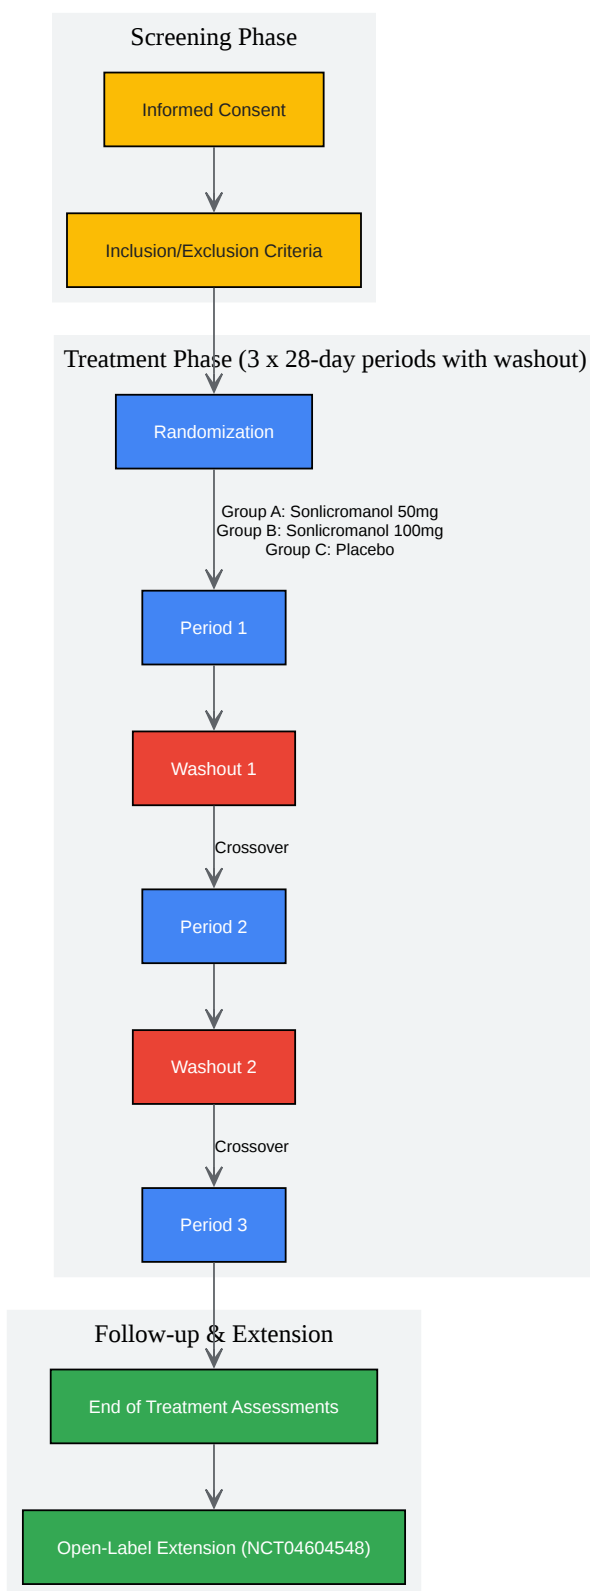 Screening Phase
Informed Consent
Inclusion/Exclusion Criteria
Treatment Phase (3 x 28-day periods with washout)
Randomization
Group A: Sonlicromanol 50mg
Group B: Sonlicromanol 100mg
Group C: Placebo
Period 1
Washout 1
Crossover
Period 2
Washout 2
Crossover
Period 3
Follow-up & Extension
End of Treatment Assessments
Open-Label Extension (NCT04604548)